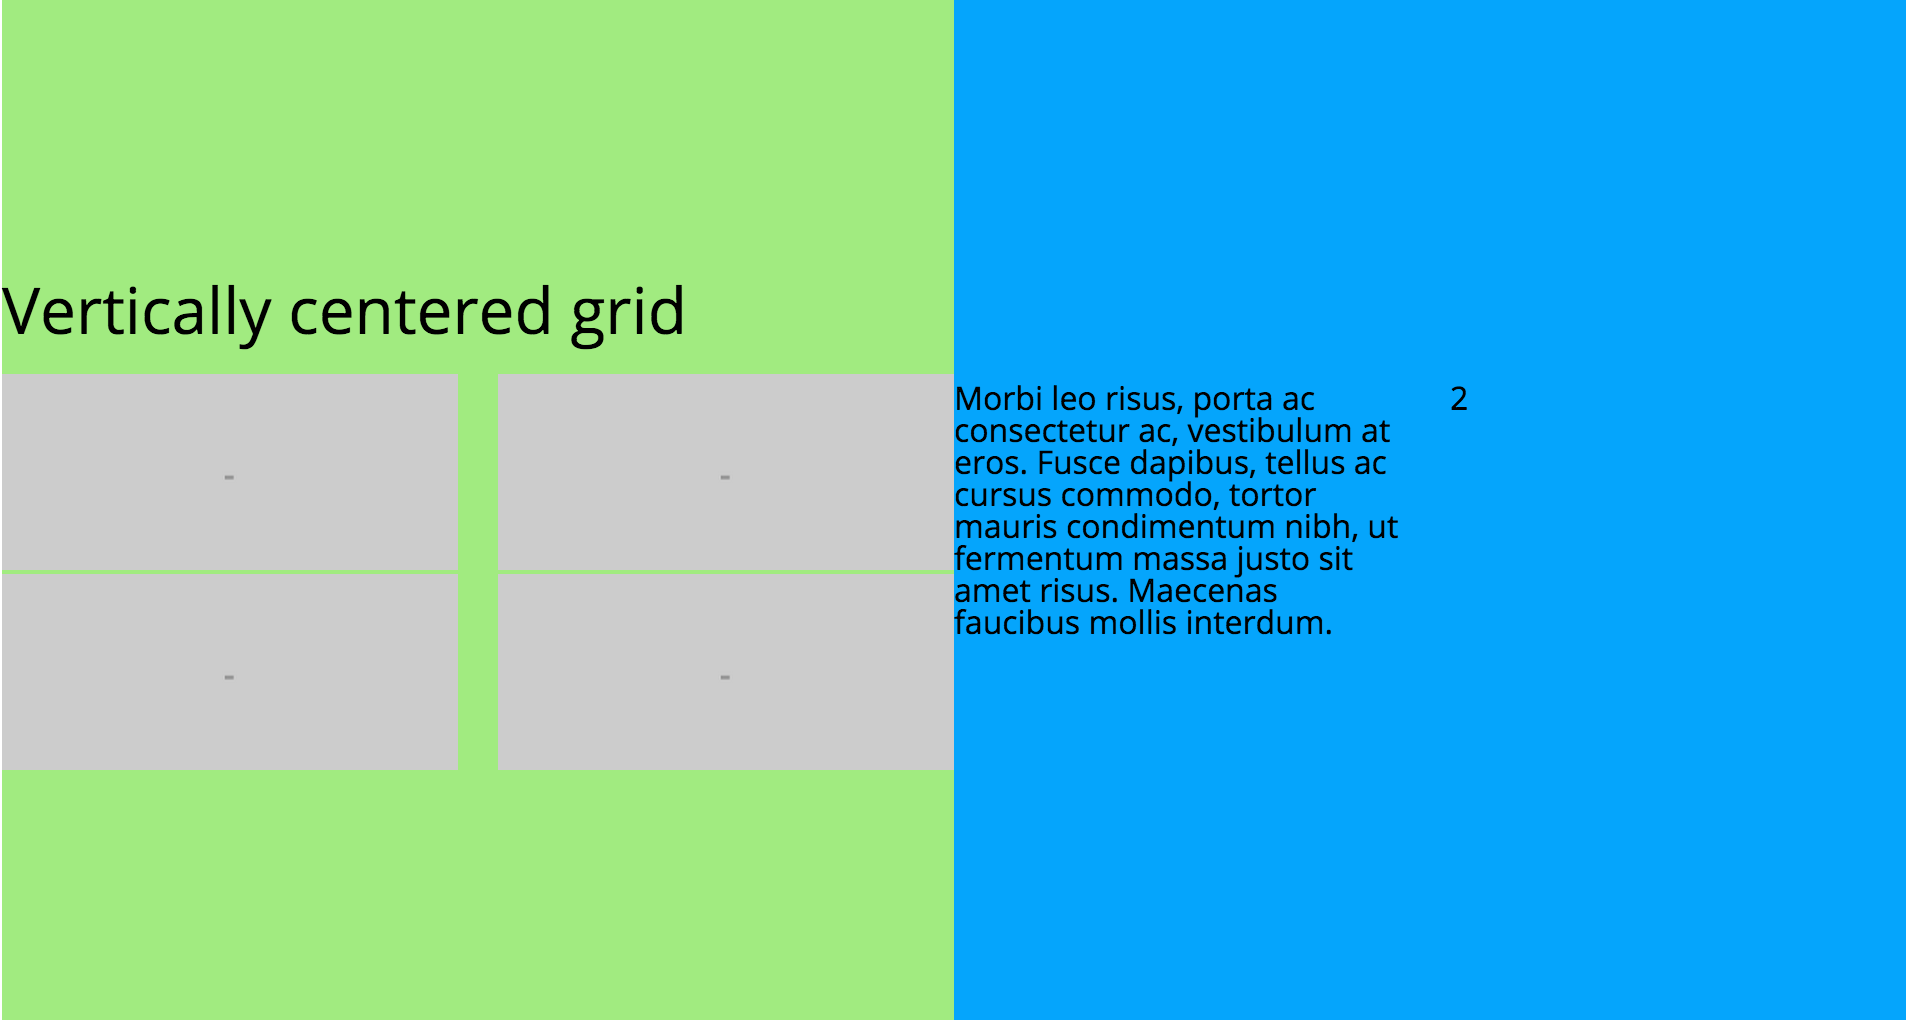 Vertically centered grid
-
-
-
-
Morbi leo risus, porta ac
consectetur ac, vestibulum at
eros. Fusce dapibus, tellus ac
cursus commodo, tortor
mauris condimentum nibh, ut
fermentum massa justo sit
amet risus. Maecenas
faucibus mollis interdum.
2